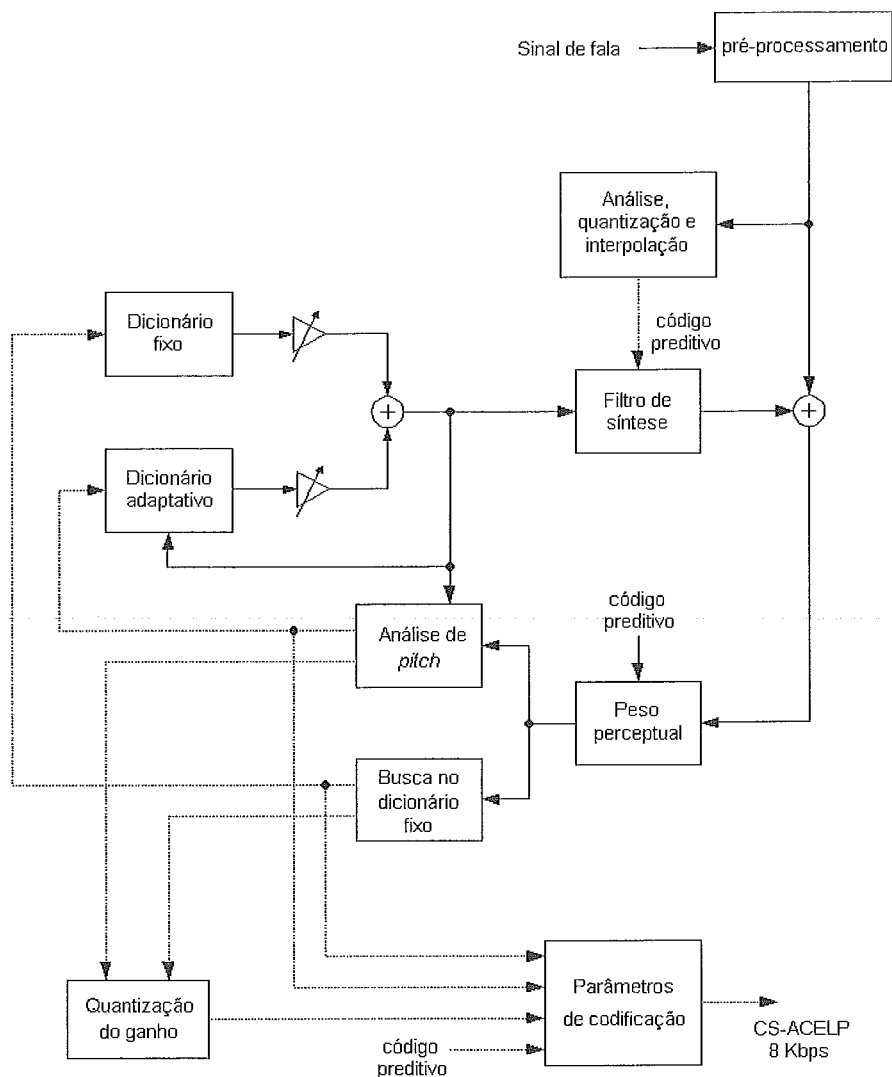 Sinal de fala
pré-processamento
Análise,
quantização e
interpolação
código
preditivo
Dicionário
fixo
+
Filtro de
síntese
+
Dicionário
adaptativo
código
preditivo
Análise de
pitch
Peso
perceptual
Busca no
dicionário
fixo
Quantização
do ganho
Parâmetros
de codificação
código
preditivo
CS-ACELP
8 Kbps